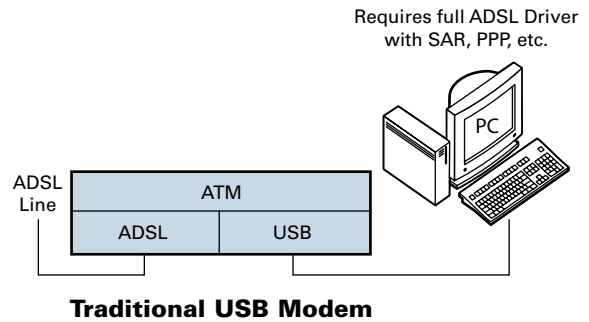 Requires full ADSL Driver
with SAR, PPP, etc.
PC
ADSL
Line
ATM
ADSL
USB
Traditional USB Modem